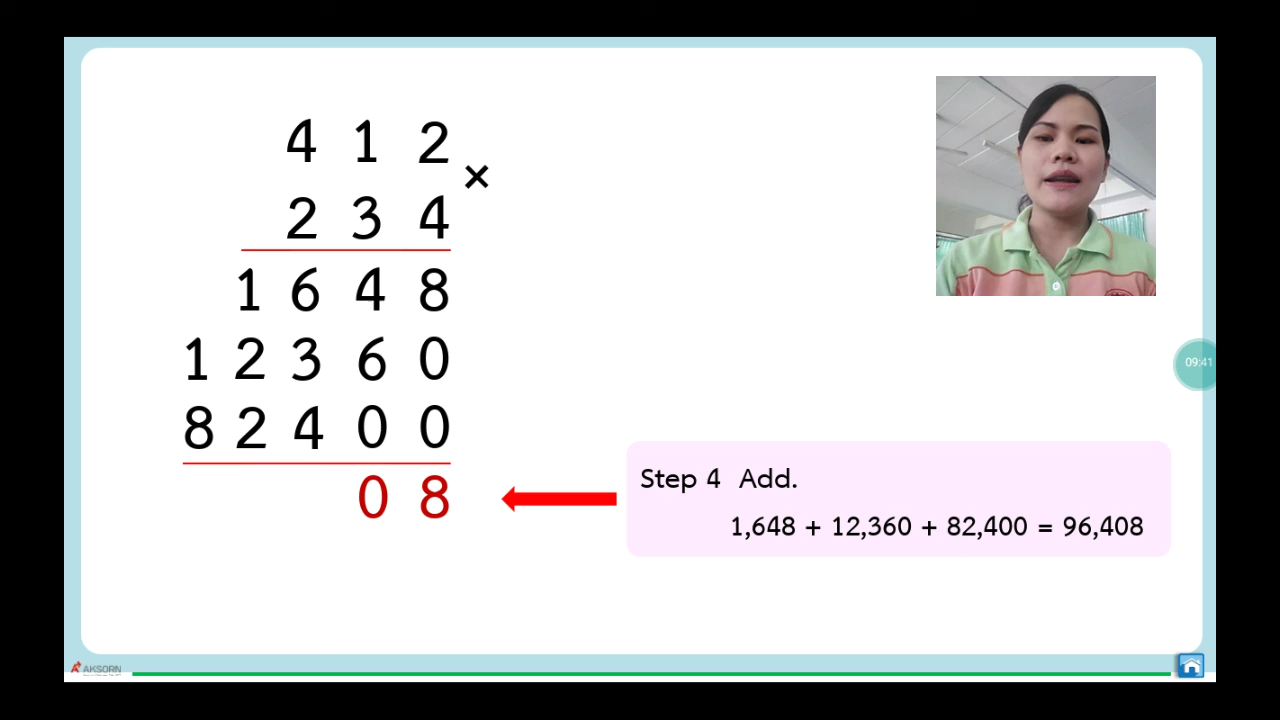 4 1 2
×
2 3 4
1 6 4 8
1 2 3 6 0
8 2 4 0 0
0 8
Step 4 Add.
1,648 + 12,360 + 82,400 = 96,408
09:41
AKSORN